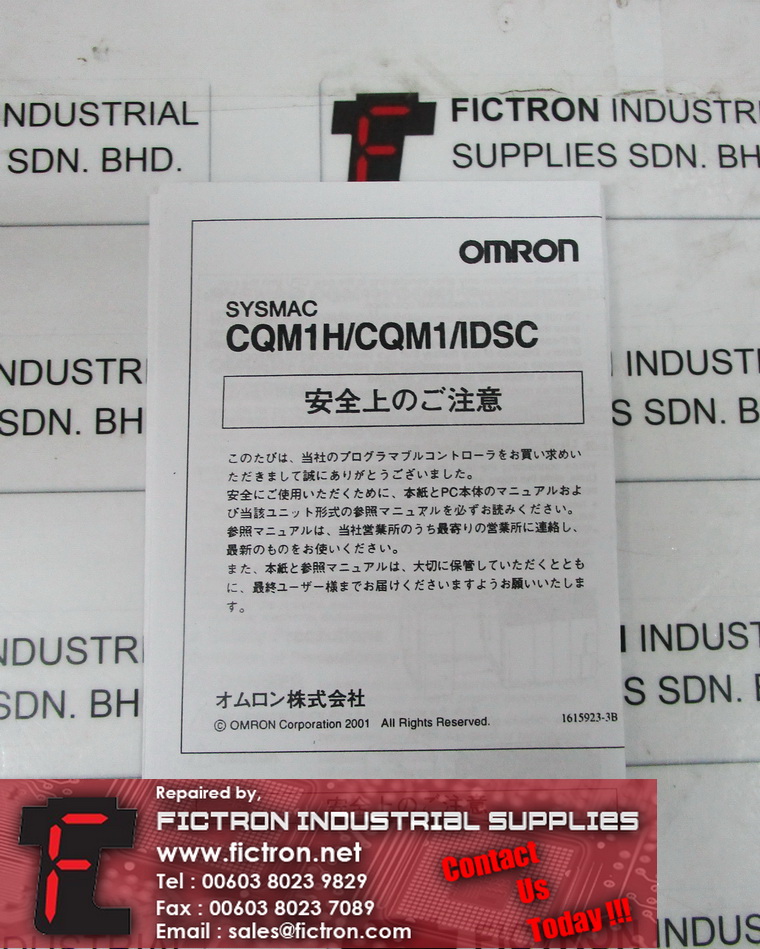 INDUSTRIAL
SDN. BHD.
FICTRON INDUSTRI
SUPPLIES SDN. BH
OMRON
SYSMAC
CQM1H/CQM1/IDSC
安全上のご注意
このたびは、当社のプログラマブルコントローラをお買い求めい
ただきまして誠にありがとうございました。
安全にご使用いただくために、本紙とPC本体のマニュアルおよ
び当該ユニット形式の参照マニュアルを必ずお読みください。
参照マニュアルは、当社営業所のうち最寄りの営業所に連絡し、
最新のものをお使いください。
また、本紙と参照マニュアルは、大切に保管していただくととも
に、最終ユーザー様までお届けくださいますようお願いいたしま
す。
オムロン株式会社
© OMRON Corporation 2001 All Rights Reserved.
1615923-3B
NDUSTRI
SDN. BH
INDUSTR
S SDN. B
NDUSTRI
SDN. BH
INDUST
S SDN. B
Repaired by,
FICTRON INDUSTRIAL SUPPLIES
www.fictron.net
Tel : 00603 8023 9829
Fax : 00603 8023 7089
Email : sales@fictron.com
Contact
Us
Today !!!
INDUS